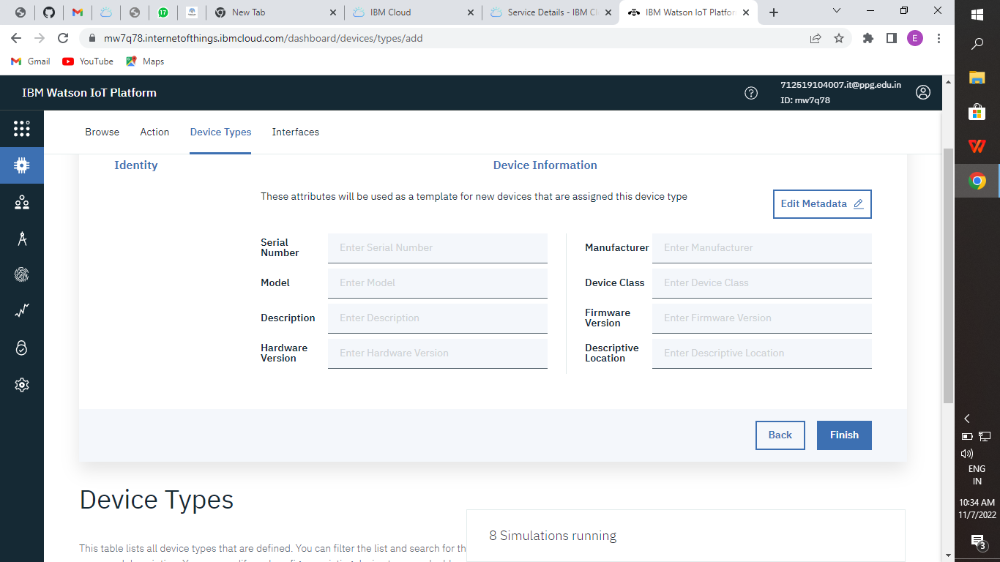 17
New Tab
IBM Cloud
Service Details - IBM Cl
IBM Watson IoT Platfor
mw7q78.internetofthings.ibmcloud.com/dashboard/devices/types/add
E
Gmail
YouTube
Maps
IBM Watson IoT Platform
712519104007.it@ppg.edu.in
ID: mw7q78
Browse
Action
Device Types
Interfaces
Identity
Device Information
These attributes will be used as a template for new devices that are assigned this device type
Edit Metadata
Serial Number
Enter Serial Number
Manufacturer
Enter Manufacturer
Model
Enter Model
Device Class
Enter Device Class
Description
Enter Description
Firmware Version
Enter Firmware Version
Hardware Version
Enter Hardware Version
Descriptive Location
Enter Descriptive Location
Back
Finish
Device Types
8 Simulations running
This table lists all device types that are defined. You can filter the list and search for th
ENG
IN
10:34 AM
11/7/2022
3